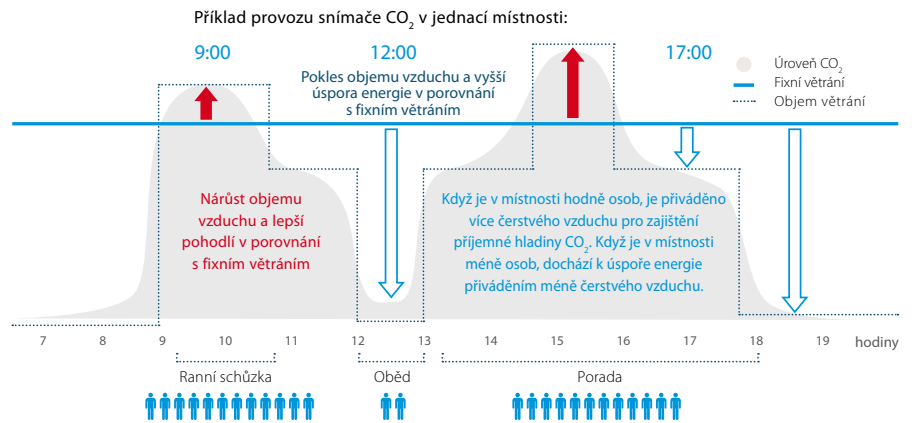 Příklad provozu snímače CO2 v jednací místnosti:
9:00
12:00
17:00
Pokles objemu vzduchu a vyšší
úspora energie v porovnání
s fixním větráním
Úroveň CO2
Fixní větrání
Objem větrání
Nárůst objemu
vzduchu a lepší
pohodlí v porovnání
s fixním větráním
Když je v místnosti hodně osob, je přiváděno
více čerstvého vzduchu pro zajištění
příjemné hladiny CO2. Když je v místnosti
méně osob, dochází k úspoře energie
přiváděním méně čerstvého vzduchu.
7 8 9 10 11 12 13 14 15 16 17 18 19 hodiny
Ranní schůzka
Oběd
Porada